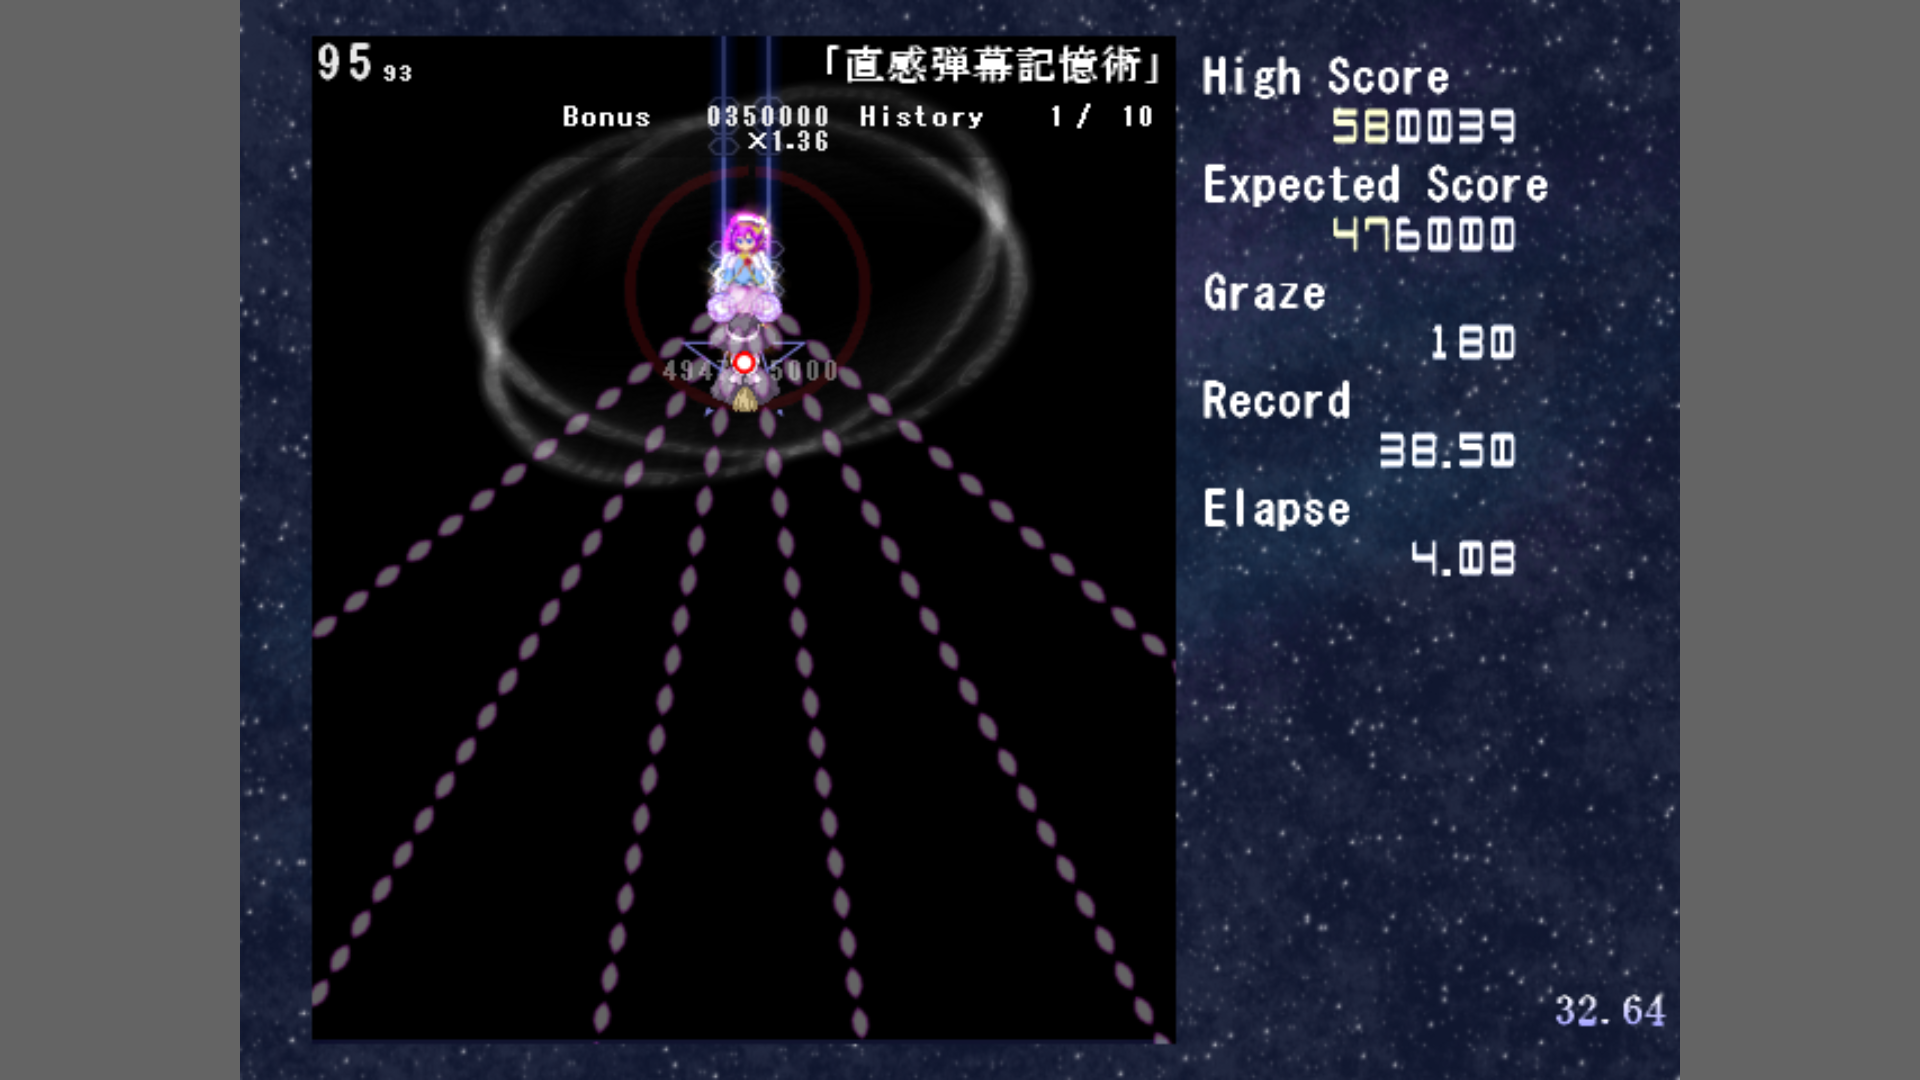 95 93
「直感弾幕記憶術」
Bonus 0350000 History 1 / 10
×1.36
5000
High Score
580039
Expected Score
476000
Graze
180
Record
38.50
Elapse
4.08
32.64